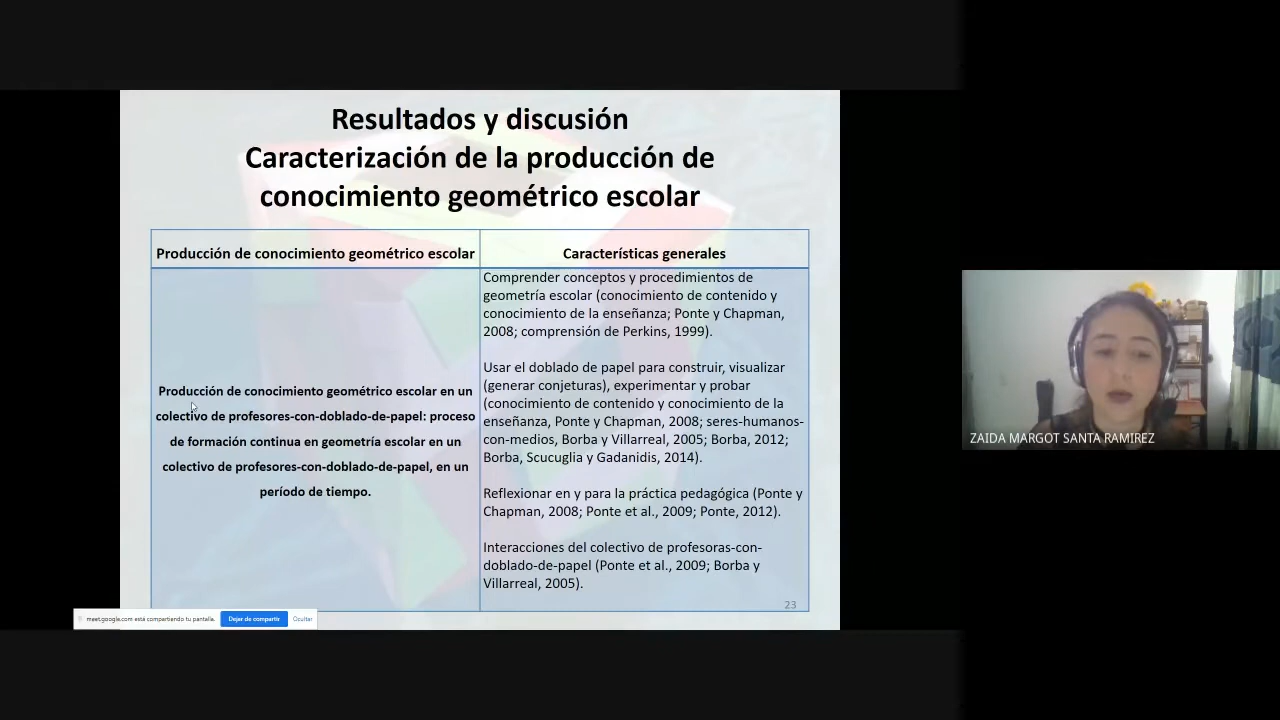 Resultados y discusión
Caracterización de la producción de
conocimiento geométrico escolar
Producción de conocimiento geométrico escolar
Características generales
Producción de conocimiento geométrico escolar en un
colectivo de profesores-con-doblado-de-papel: proceso
de formación continua en geometría escolar en un
colectivo de profesores-con-doblado-de-papel, en un
período de tiempo.
Comprender conceptos y procedimientos de
geometría escolar (conocimiento de contenido y
conocimiento de la enseñanza; Ponte y Chapman,
2008; comprensión de Perkins, 1999).
Usar el doblado de papel para construir, visualizar
(generar conjeturas), experimentar y probar
(conocimiento de contenido y conocimiento de la
enseñanza, Ponte y Chapman, 2008; seres-humanos-
con-medios, Borba y Villarreal, 2005; Borba, 2012;
Borba, Scucuglia y Gadanidis, 2014).
Reflexionar en y para la práctica pedagógica (Ponte y
Chapman, 2008; Ponte et al., 2009; Ponte, 2012).
Interacciones del colectivo de profesoras-con-
doblado-de-papel (Ponte et al., 2009; Borba y
Villarreal, 2005).
23
meet.google.com está compartiendo tu pantalla.
Dejar de compartir
Ocultar
ZAIDA MARGOT SANTA RAMIREZ